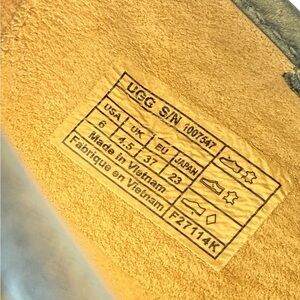 UGG S/N 1007547
USA UK EU JAPAN
6 4.5 37 23
Made in Vietnam
Fabriqué en Vietnam F27114K